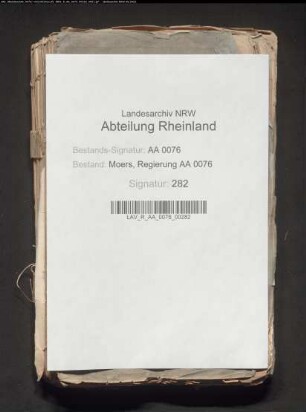 Landesarchiv NRW
Abteilung Rheinland
Bestands-Signatur: AA 0076
Bestand: Moers, Regierung AA 0076
Signatur: 282
LAV_R_AA_0076_00282